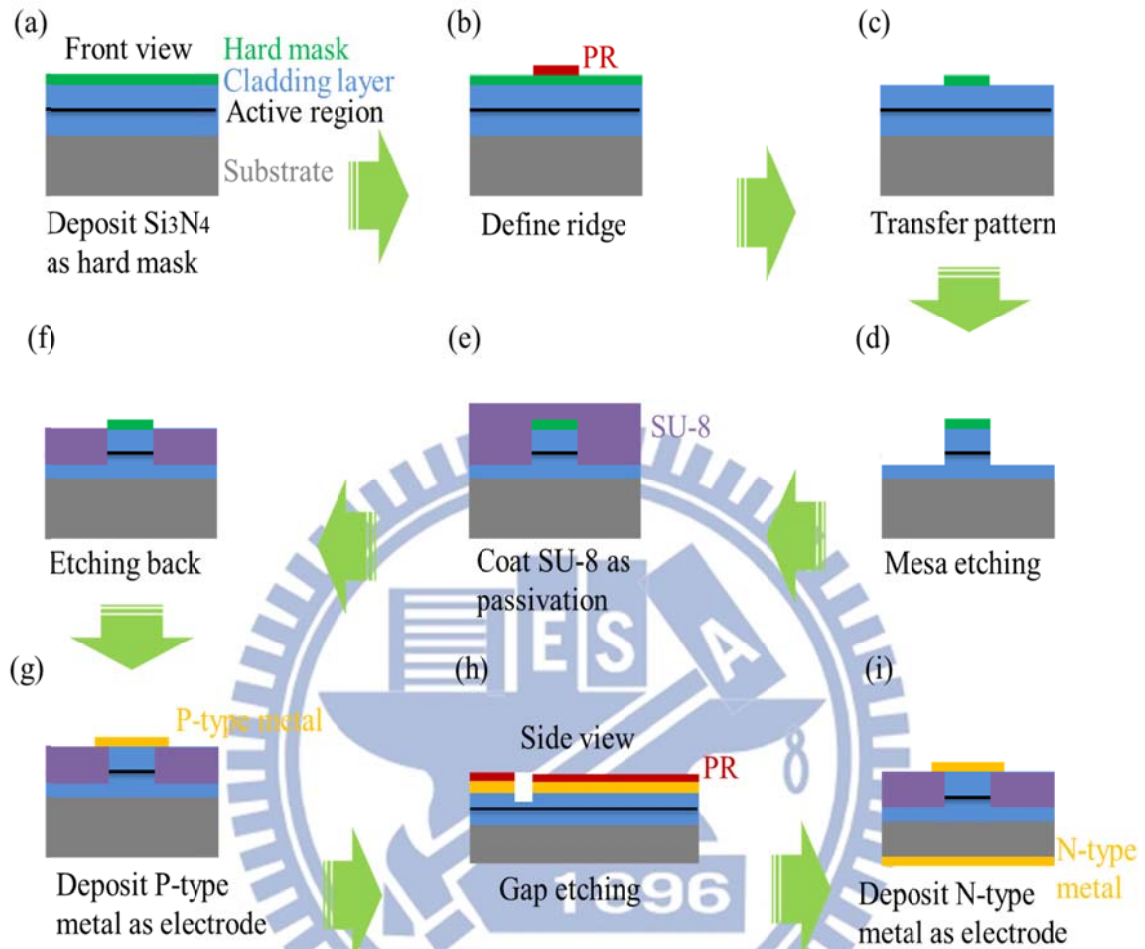 (a)
Front view
Hard mask
Cladding layer
Active region
Substrate
Deposit Si3N4
as hard mask
(b)
PR
Define ridge
(c)
Transfer pattern
(f)
Etching back
(e)
SU-8
Coat SU-8 as
passivation
(d)
Mesa etching
(g)
P-type metal
Deposit P-type
metal as electrode
(h)
Side view
PR
Gap etching
(i)
N-type
metal
Deposit N-type
metal as electrode
E S A
8
1896